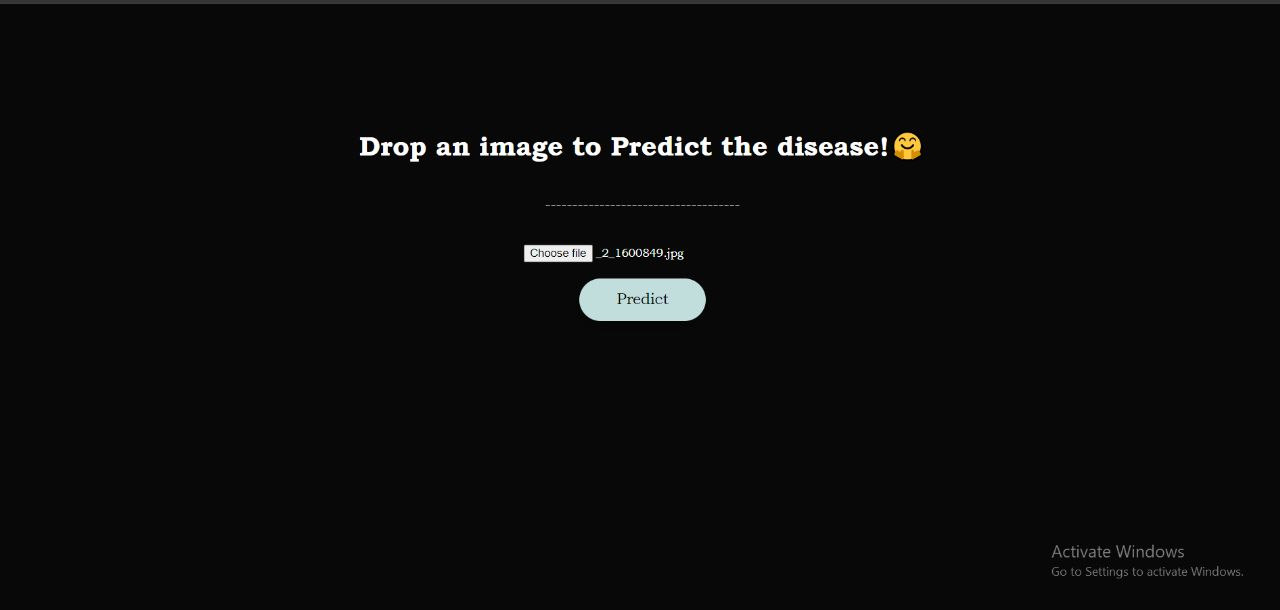 Drop an image to Predict the disease!🤗
------------------------------------
Choose file _2_1600849.jpg
Predict
Activate Windows
Go to Settings to activate Windows.